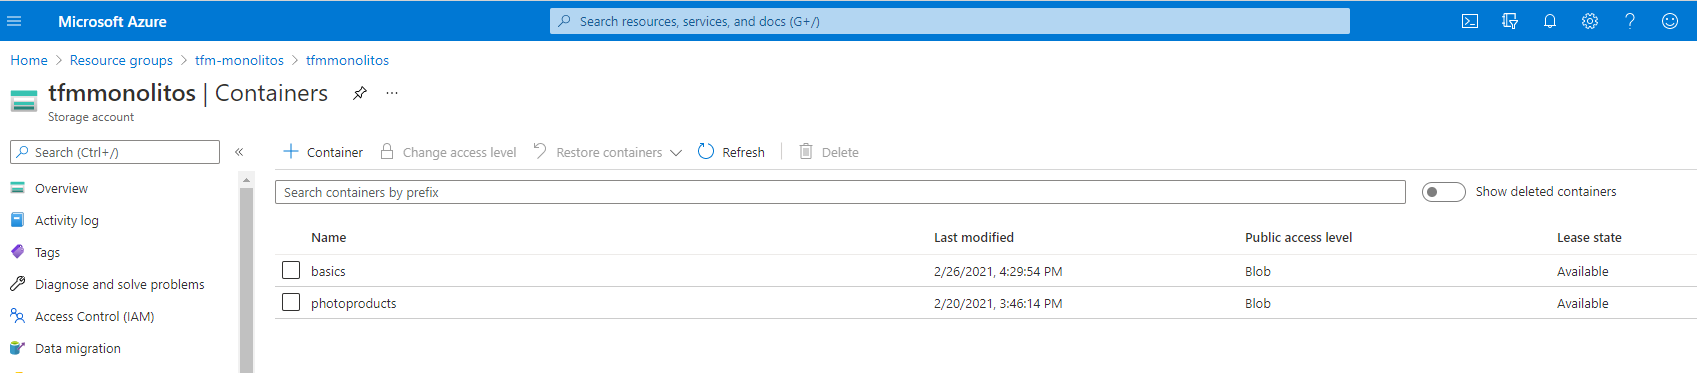 Microsoft Azure
Search resources, services, and docs (G+/)
Home > Resource groups > tfm-monolitos > tfmmonolitos
tfmmonolitos | Containers
Storage account
Search (Ctrl+/)
Container Change access level Restore containers Refresh Delete
Search containers by prefix
Show deleted containers
Overview
Activity log
Tags
Diagnose and solve problems
Access Control (IAM)
Data migration
Name Last modified Public access level Lease state
basics 2/26/2021, 4:29:54 PM Blob Available
photoproducts 2/20/2021, 3:46:14 PM Blob Available